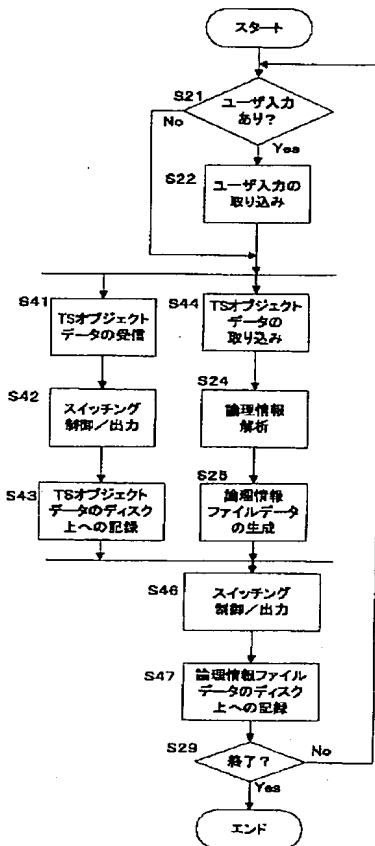 スタート
S21
ユーザ入力
あり?
No
Yes
S22
ユーザ入力の
取り込み
S41
TSオブジェクト
データの受信
S44
TSオブジェクト
データの
取り込み
S42
スイッチング
制御/出力
S24
論理情報
解析
S43
TSオブジェクト
データのディスク
上への記録
S25
論理情報
ファイルデータ
の生成
S46
スイッチング
制御/出力
S47
論理情報ファイル
データのディスク
上への記録
S29
終了?
No
Yes
エンド